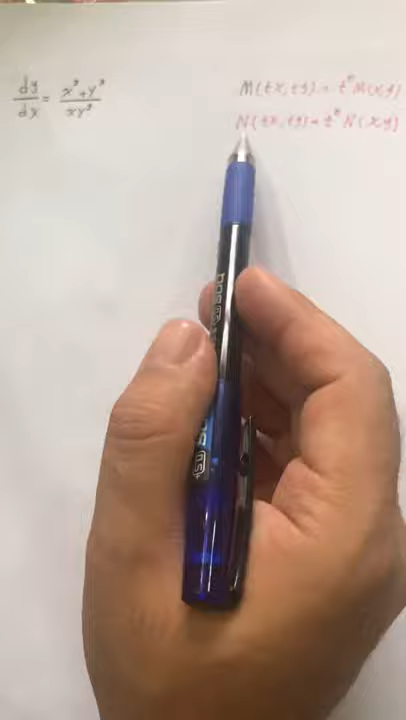 dy/dx = x³+y³/xy²
M(tx,ty) = tⁿ M(x,y)
N(tx,ty) = tⁿ N(x,y)